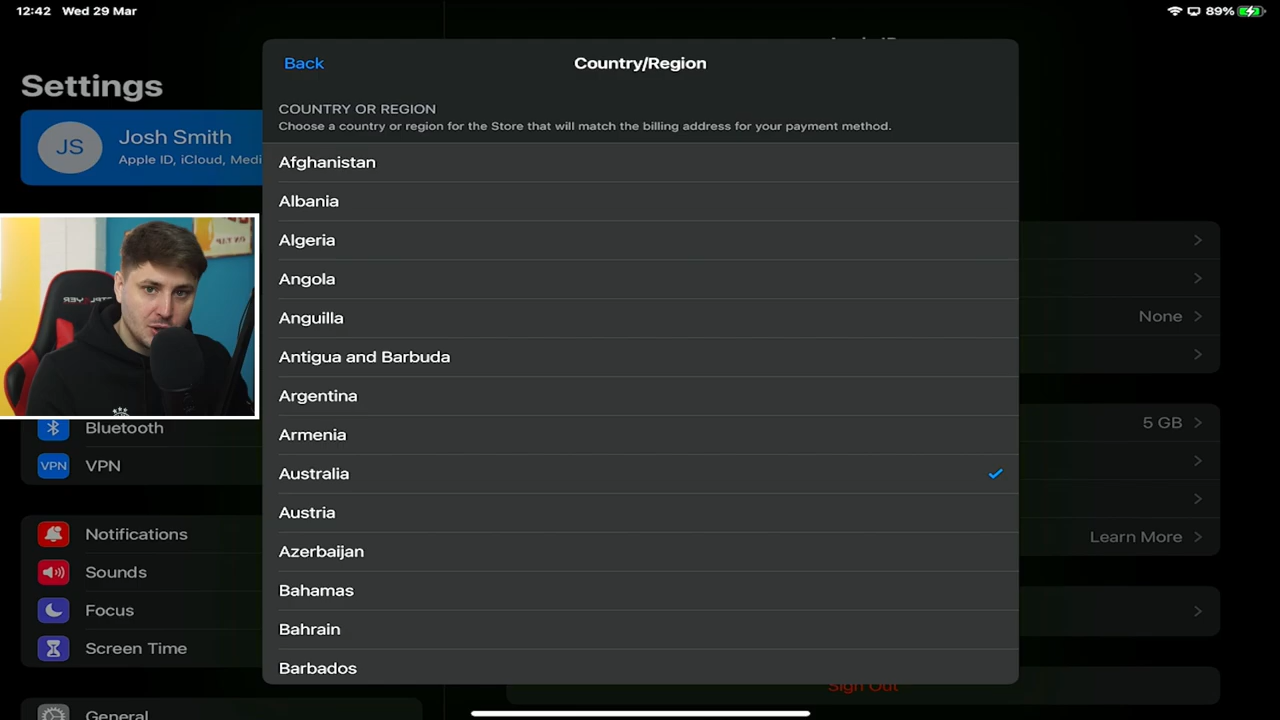 12:42 Wed 29 Mar
89%
Settings
JS
Josh Smith
Apple ID, iCloud, Medi
Bluetooth
VPN
VPN
Notifications
Sounds
Focus
Screen Time
General
Back
Country/Region
COUNTRY OR REGION
Choose a country or region for the Store that will match the billing address for your payment method.
Afghanistan
Albania
Algeria
Angola
Anguilla
Antigua and Barbuda
Argentina
Armenia
Australia
Austria
Azerbaijan
Bahamas
Bahrain
Barbados
None
5 GB
Learn More
Sign Out